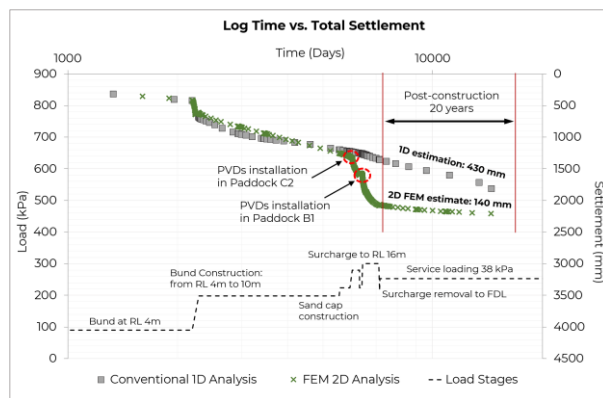 Log Time vs. Total Settlement
Time (Days)
1000
10000
900
800
700
600
500
400
300
200
100
0
Load (kPa)
0
500
1000
1500
2000
2500
3000
3500
4000
4500
Settlement (mm)
Post-construction
20 years
1D estimation: 430 mm
PVDs installation
in Paddock C2
PVDs installation
in Paddock B1
2D FEM estimate: 140 mm
Surcharge to RL 16m
Bund Construction:
from RL 4m to 10m
Service loading 38 kPa
Sand cap
construction
Surcharge removal to FDL
Bund at RL 4m
Conventional 1D Analysis
FEM 2D Analysis
Load Stages